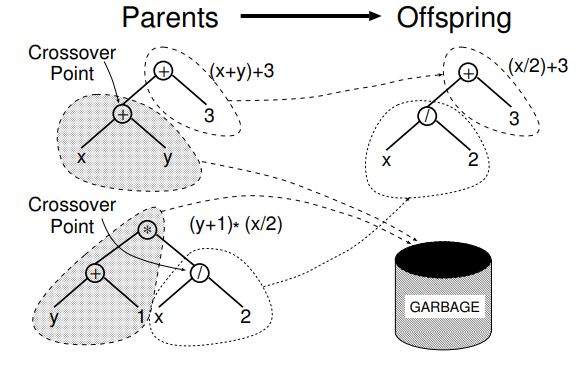 Parents
Offspring
Crossover
Point
+
(x+y)+3
+
3
x
y
+
(x/2)+3
/
3
x
2
Crossover
Point
*
(y+1)* (x/2)
+
/
y
1
x
2
GARBAGE